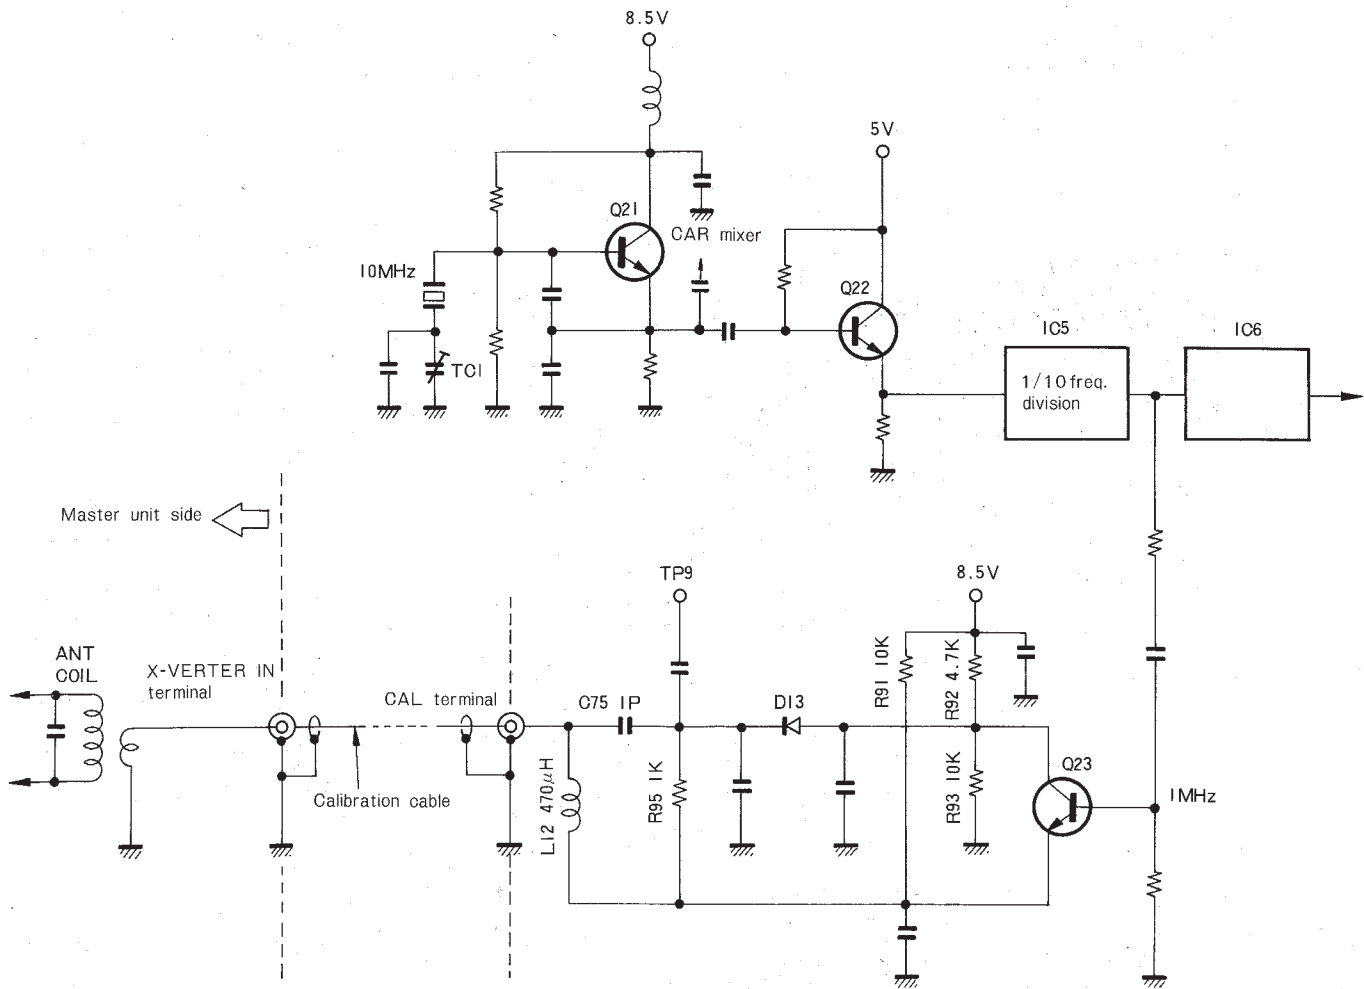 8.5V
5V
Q21
CAR mixer
10MHz
Q22
TC1
IC5
IC6
1/10 freq.
division
Master unit side
TP9
8.5V
ANT
COIL
X-VERTER IN
terminal
CAL terminal
C75 1P
D13
R91 10K
R92 4.7K
L12 470μH
R95 1K
R93 10K
Q23
1MHz
Calibration cable